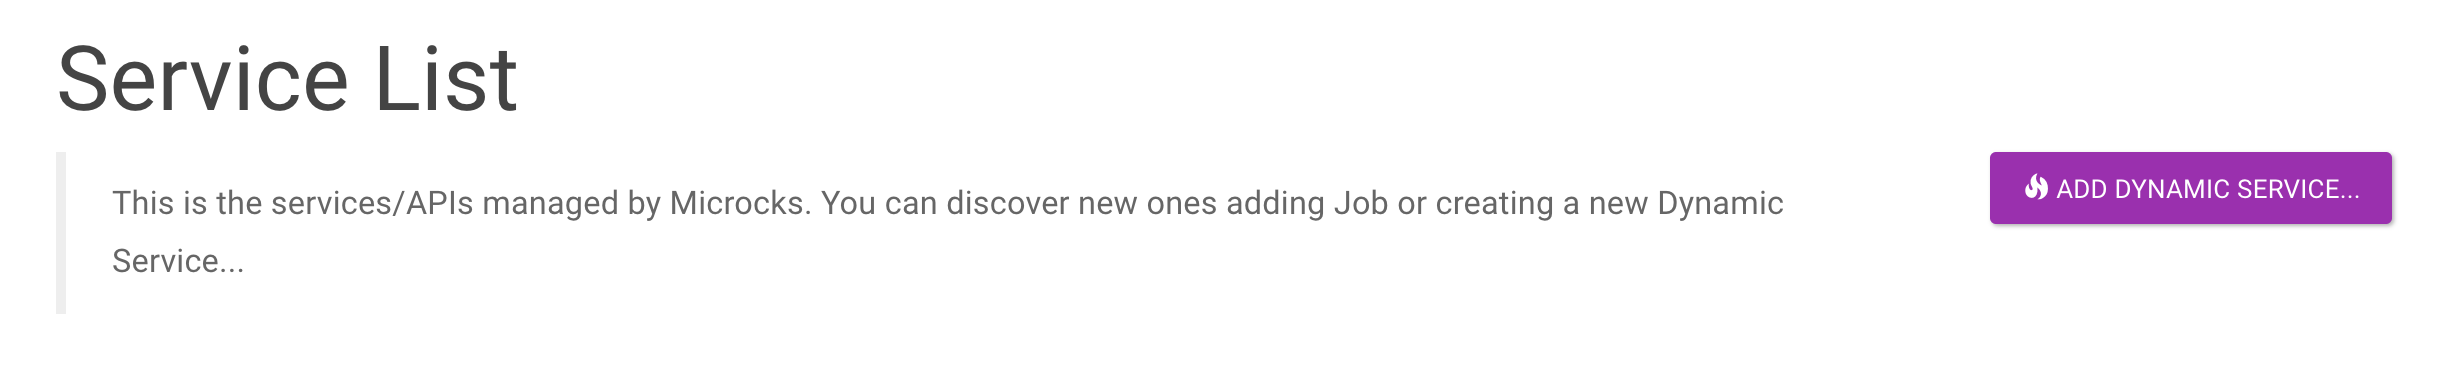 Service List
This is the services/APIs managed by Microcks. You can discover new ones adding Job or creating a new Dynamic
Service...
ADD DYNAMIC SERVICE...